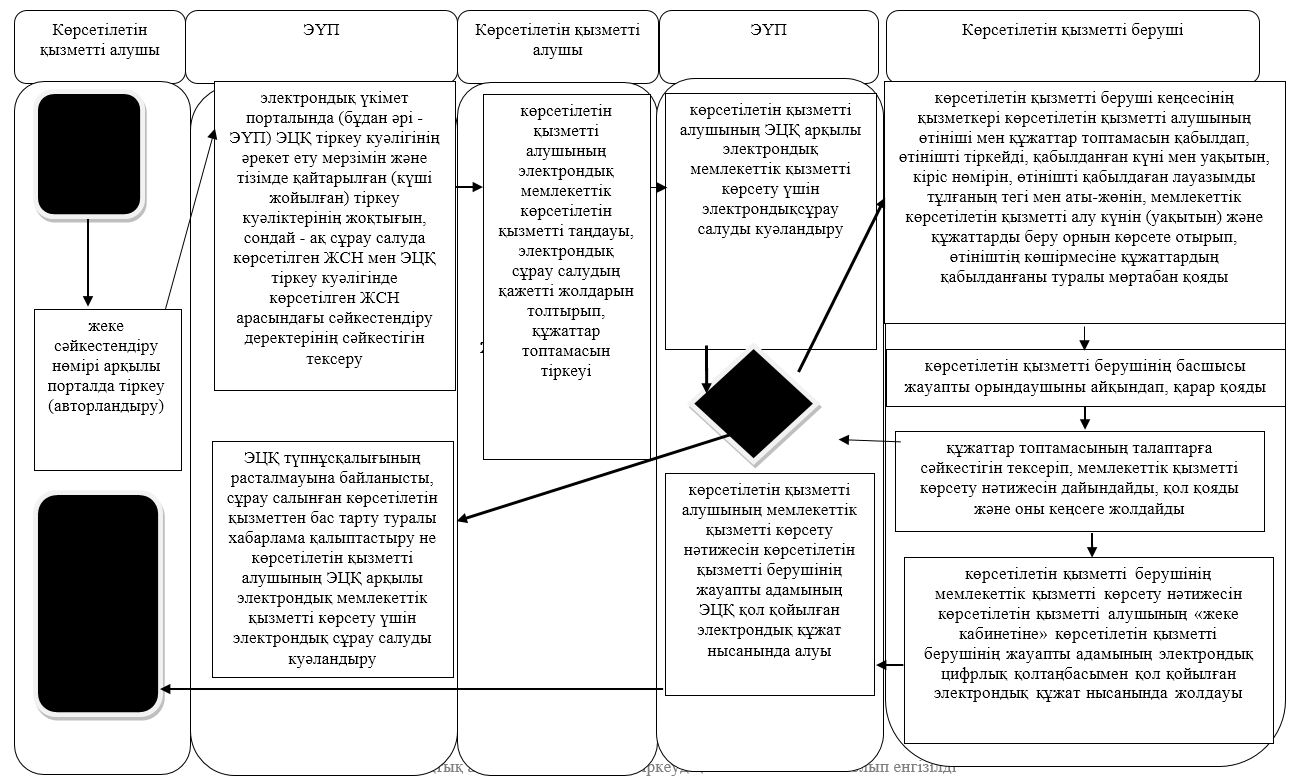 Көрсетілетін
қызметті алушы
ЭҮП
Көрсетілетін қызметті
алушы
ЭҮП
Көрсетілетін қызметті беруші
жеке
сәйкестендіру
нөмірі арқылы
порталда тіркеу
(авторландыру)
электрондық үкімет
порталында (бұдан әрі -
ЭҮП) ЭЦҚ тіркеу куәлігінің
әрекет ету мерзімін және
тізімде қайтарылған (күші
жойылған) тіркеу
куәліктерінің жоқтығын,
сондай - ақ сұрау салуда
көрсетілген ЖСН мен ЭЦҚ
тіркеу куәлігінде
көрсетілген ЖСН
арасындағы сәйкестендіру
деректерінің сәйкестігін
тексеру
ЭЦҚ түпнұсқалығының
расталмауына байланысты,
сұрау салынған көрсетілетін
қызметтен бас тарту туралы
хабарлама қалыптастыру не
көрсетілетін қызметті
алушының ЭЦҚ арқылы
электрондық мемлекеттік
қызметті көрсету үшін
электрондық сұрау салуды
куәландыру
көрсетілетін
қызметті
алушының
электрондық
мемлекеттік
көрсетілетін
қызметті таңдауы,
электрондық
сұрау салудың
қажетті жолдарын
толтырып,
құжаттар
топтамасын
тіркеуі
көрсетілетін қызметті
алушының ЭЦҚ арқылы
электрондық
мемлекеттік қызметті
көрсету үшін
электрондықсұрау
салуды куәландыру
көрсетілетін қызметті
алушының мемлекеттік
қызметті көрсету
нәтижесін көрсетілетін
қызметті берушінің
жауапты адамының
ЭЦҚ қол қойылған
электрондық құжат
нысанында алуы
көрсетілетін қызметті беруші кеңсесінің
қызметкері көрсетілетін қызметті алушының
өтініші мен құжаттар топтамасын қабылдап,
өтінішті тіркейді, қабылданған күні мен уақытын,
кіріс нөмірін, өтінішті қабылдаған лауазымды
тұлғаның тегі мен аты-жөнін, мемлекеттік
көрсетілетін қызметті алу күнін (уақытын) және
құжаттарды беру орнын көрсете отырып,
өтініштің көшірмесіне құжаттардың
қабылданғаны туралы мөртабан қояды
көрсетілетін қызметті берушінің басшысы
жауапты орындаушыны айқындап, қарар қояды
құжаттар топтамасының талаптарға
сәйкестігін тексеріп, мемлекеттік қызметті
көрсету нәтижесін дайындайды, қол қояды
және оны кеңсеге жолдайды
көрсетілетін қызметті берушінің
мемлекеттік қызметті көрсету нәтижесін
көрсетілетін қызметті алушының «жеке
кабинетіне» көрсетілетін қызметті
берушінің жауапты адамының электрондық
цифрлық қолтаңбасымен қол қойылған
электрондық құжат нысанында жолдауы
енгізілді